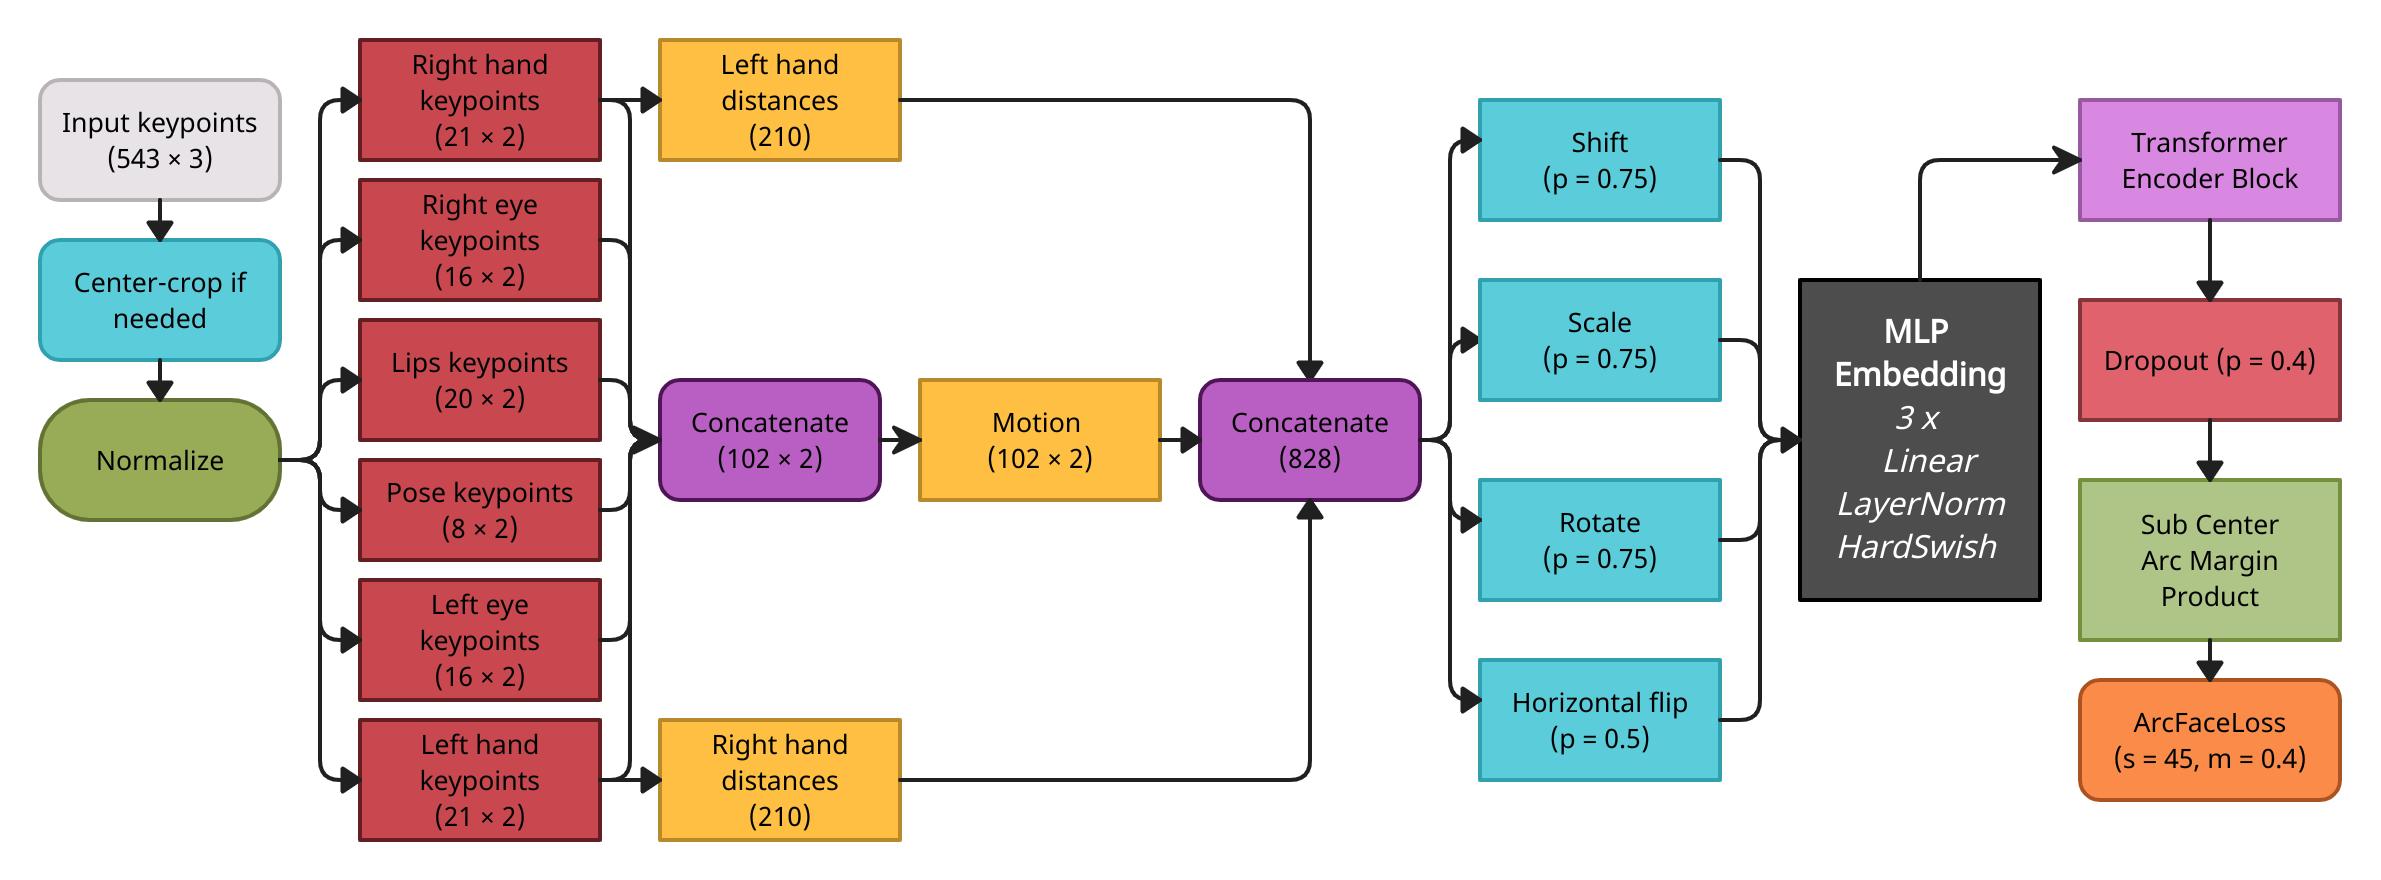 Input keypoints
(543 × 3)
Center-crop if
needed
Normalize
Right hand
keypoints
(21 × 2)
Right eye
keypoints
(16 × 2)
Lips keypoints
(20 × 2)
Pose keypoints
(8 × 2)
Left eye
keypoints
(16 × 2)
Left hand
keypoints
(21 × 2)
Left hand
distances
(210)
Concatenate
(102 × 2)
Right hand
distances
(210)
Motion
(102 × 2)
Concatenate
(828)
Shift
(p = 0.75)
Scale
(p = 0.75)
Rotate
(p = 0.75)
Horizontal flip
(p = 0.5)
MLP
Embedding
3 x
Linear
LayerNorm
HardSwish
Transformer
Encoder Block
Dropout (p = 0.4)
Sub Center
Arc Margin
Product
ArcFaceLoss
(s = 45, m = 0.4)